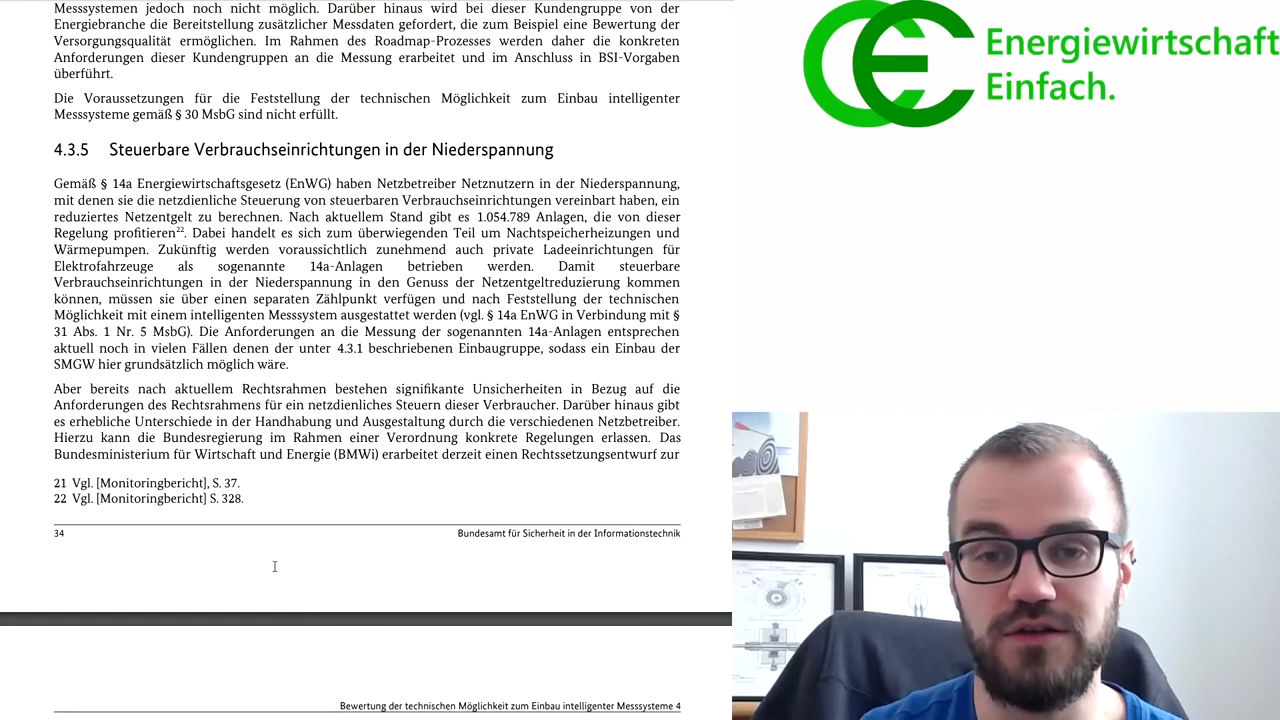 Messsystemen jedoch noch nicht möglich. Darüber hinaus wird bei dieser Kundengruppe von der
Energiebranche die Bereitstellung zusätzlicher Messdaten gefordert, die zum Beispiel eine Bewertung der
Versorgungsqualität ermöglichen. Im Rahmen des Roadmap-Prozesses werden daher die konkreten
Anforderungen dieser Kundengruppen an die Messung erarbeitet und im Anschluss in BSI-Vorgaben
überführt.
Die Voraussetzungen für die Feststellung der technischen Möglichkeit zum Einbau intelligenter
Messsysteme gemäß § 30 MsbG sind nicht erfüllt.
4.3.5 Steuerbare Verbrauchseinrichtungen in der Niederspannung
Gemäß § 14a Energiewirtschaftsgesetz (EnWG) haben Netzbetreiber Netznutzern in der Niederspannung,
mit denen sie die netzdienliche Steuerung von steuerbaren Verbrauchseinrichtungen vereinbart haben, ein
reduziertes Netzentgelt zu berechnen. Nach aktuellem Stand gibt es 1.054.789 Anlagen, die von dieser
Regelung profitieren22. Dabei handelt es sich zum überwiegenden Teil um Nachtspeicherheizungen und
Wärmepumpen. Zukünftig werden voraussichtlich zunehmend auch private Ladeeinrichtungen für
Elektrofahrzeuge als sogenannte 14a-Anlagen betrieben werden. Damit steuerbare
Verbrauchseinrichtungen in der Niederspannung in den Genuss der Netzentgeltreduzierung kommen
können, müssen sie über einen separaten Zählpunkt verfügen und nach Feststellung der technischen
Möglichkeit mit einem intelligenten Messsystem ausgestattet werden (vgl. § 14a EnWG in Verbindung mit §
31 Abs. 1 Nr. 5 MsbG). Die Anforderungen an die Messung der sogenannten 14a-Anlagen entsprechen
aktuell noch in vielen Fällen denen der unter 4.3.1 beschriebenen Einbaugruppe, sodass ein Einbau der
SMGW hier grundsätzlich möglich wäre.
Aber bereits nach aktuellem Rechtsrahmen bestehen signifikante Unsicherheiten in Bezug auf die
Anforderungen des Rechtsrahmens für ein netzdienliches Steuern dieser Verbraucher. Darüber hinaus gibt
es erhebliche Unterschiede in der Handhabung und Ausgestaltung durch die verschiedenen Netzbetreiber.
Hierzu kann die Bundesregierung im Rahmen einer Verordnung konkrete Regelungen erlassen. Das
Bundesministerium für Wirtschaft und Energie (BMWi) erarbeitet derzeit einen Rechtssetzungsentwurf zur
21 Vgl. [Monitoringbericht], S. 37.
22 Vgl. [Monitoringbericht] S. 328.
34 Bundesamt für Sicherheit in der Informationstechnik
Bewertung der technischen Möglichkeit zum Einbau intelligenter Messsysteme 4
Energiewirtschaft
Einfach.